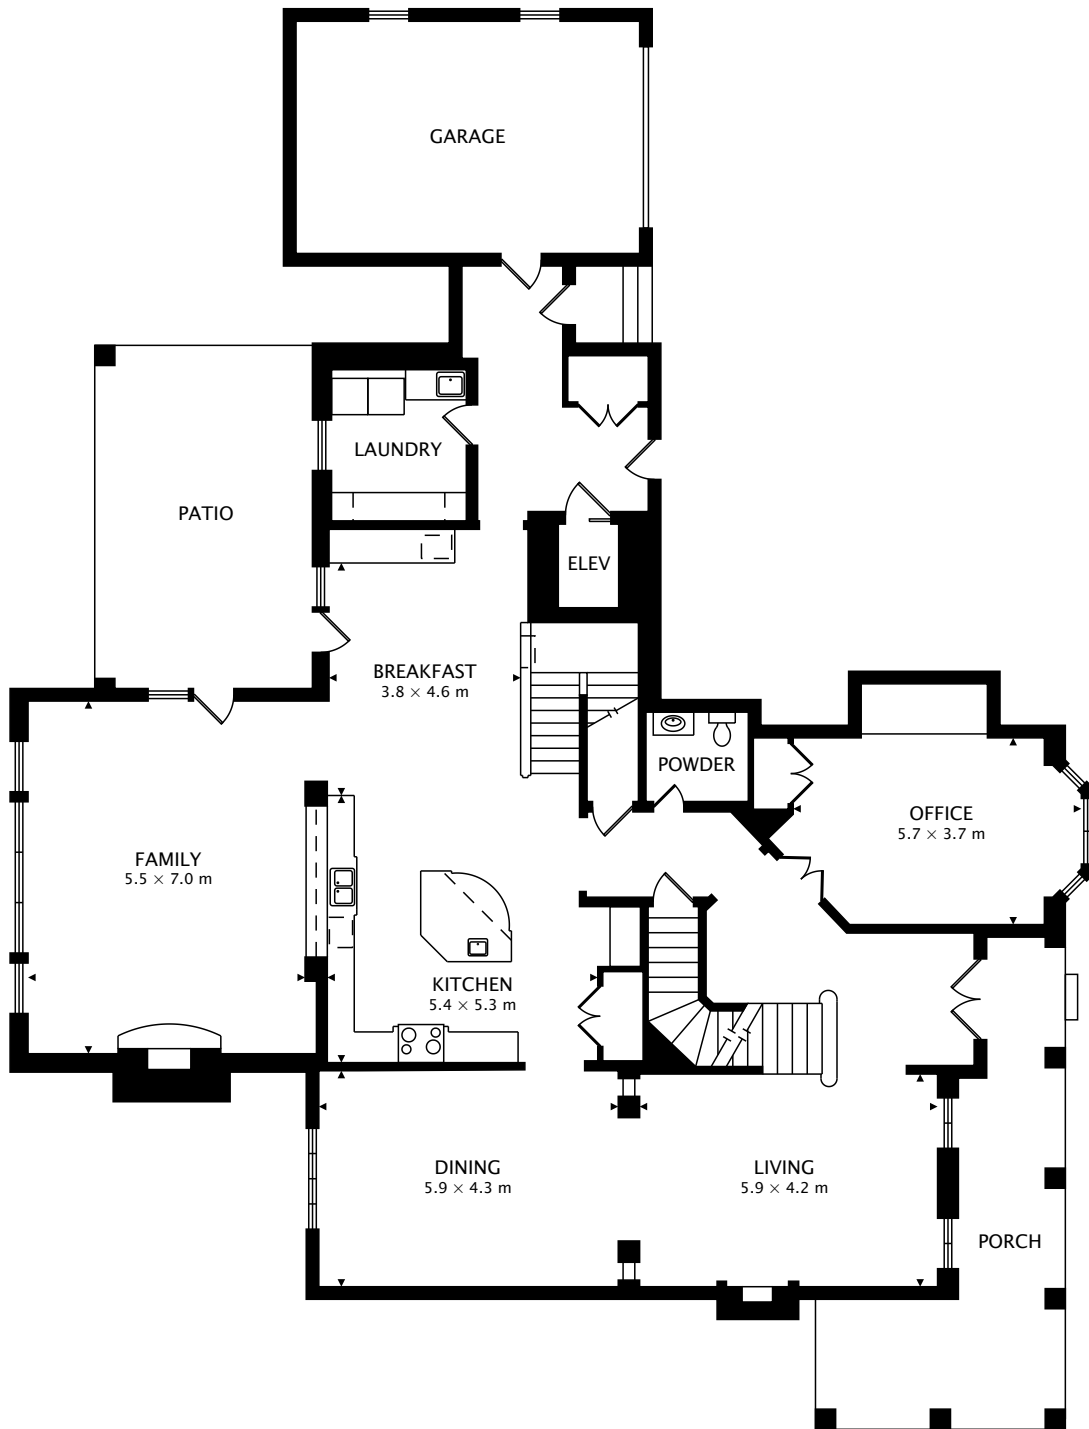 GARAGE
LAUNDRY
PATIO
ELEV
BREAKFAST
3.8 × 4.6 m
POWDER
OFFICE
5.7 × 3.7 m
FAMILY
5.5 × 7.0 m
KITCHEN
5.4 × 5.3 m
DINING
5.9 × 4.3 m
LIVING
5.9 × 4.2 m
PORCH